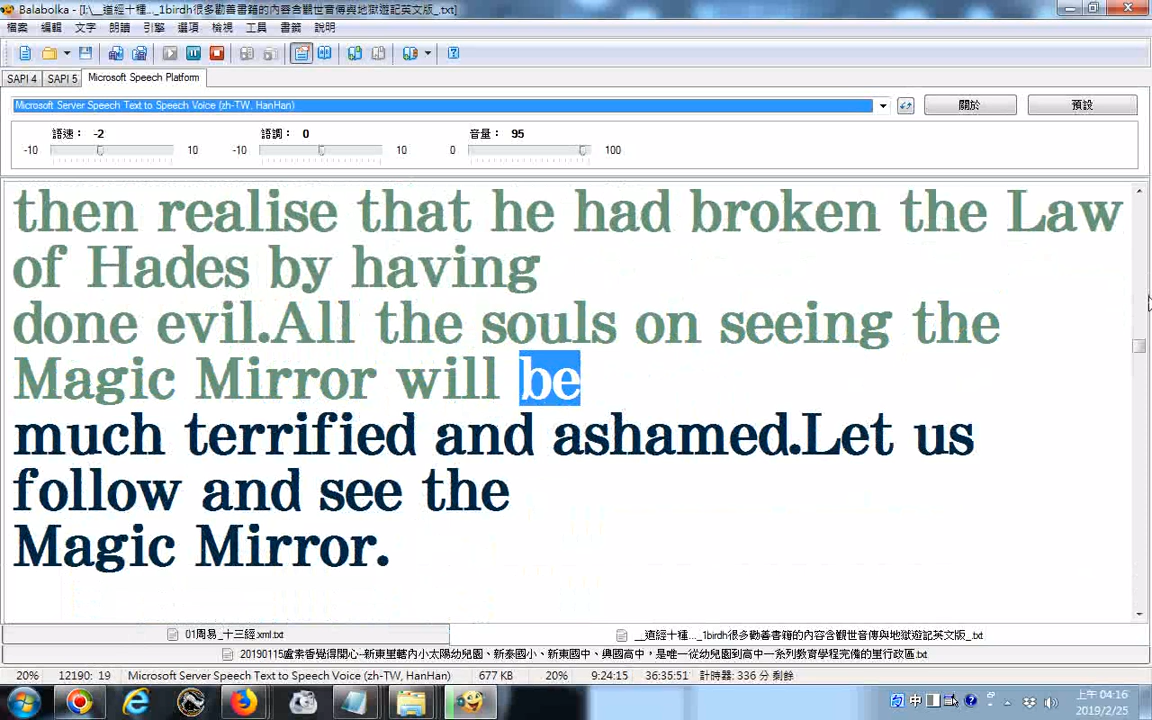 Balabolka - [I:\__道經十種..._1birdh很多勸善書籍的內容含觀世音傳與地獄遊記英文版_.txt]
檔案 編輯 文字 朗讀 引擎 選項 檢視 工具 書籤 說明
SAPI 4 SAPI 5 Microsoft Speech Platform
Microsoft Server Speech Text to Speech Voice (zh-TW, HanHan) 關於 預設
語速： -2 語調： 0 音量： 95
-10 10 -10 10 0 100
then realise that he had broken the Law
of Hades by having
done evil.All the souls on seeing the
Magic Mirror will be
much terrified and ashamed.Let us
follow and see the
Magic Mirror.
01周易_十三經.xml.txt __道經十種..._1birdh很多勸善書籍的內容含觀世音傳與地獄遊記英文版_.txt
20190115盧素香覺得開心--新東里轄內小太陽幼兒園、新泰國小、新東國中、典國高中，是唯一從幼兒園到高中一系列教育學程完備的里行政區.txt
20% 12190: 19 Microsoft Server Speech Text to Speech Voice (zh-TW, HanHan) 677 KB 20% 9:24:15 36:35:51 計時器： 336 分 剩餘
中 上午 04:16
2019/2/25